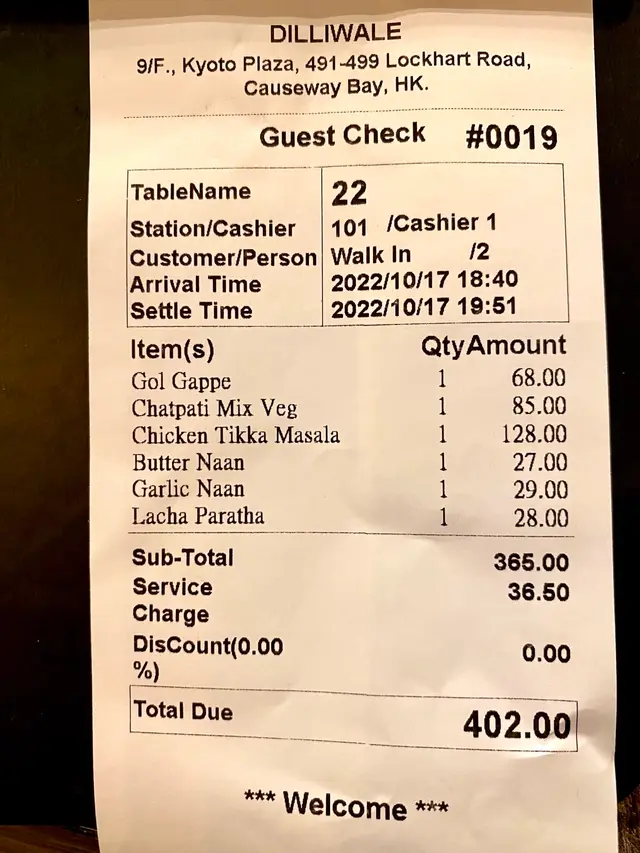 DILLIWALE
9/F., Kyoto Plaza, 491-499 Lockhart Road,
Causeway Bay, HK.
Guest Check #0019
TableName 22
Station/Cashier 101 /Cashier 1
Customer/Person Walk In /2
Arrival Time 2022/10/17 18:40
Settle Time 2022/10/17 19:51
Item(s) Qty Amount
Gol Gappe 1 68.00
Chatpati Mix Veg 1 85.00
Chicken Tikka Masala 1 128.00
Butter Naan 1 27.00
Garlic Naan 1 29.00
Lacha Paratha 1 28.00
Sub-Total 365.00
Service 36.50
Charge
DisCount(0.00 0.00
%)
Total Due 402.00
*** Welcome ***